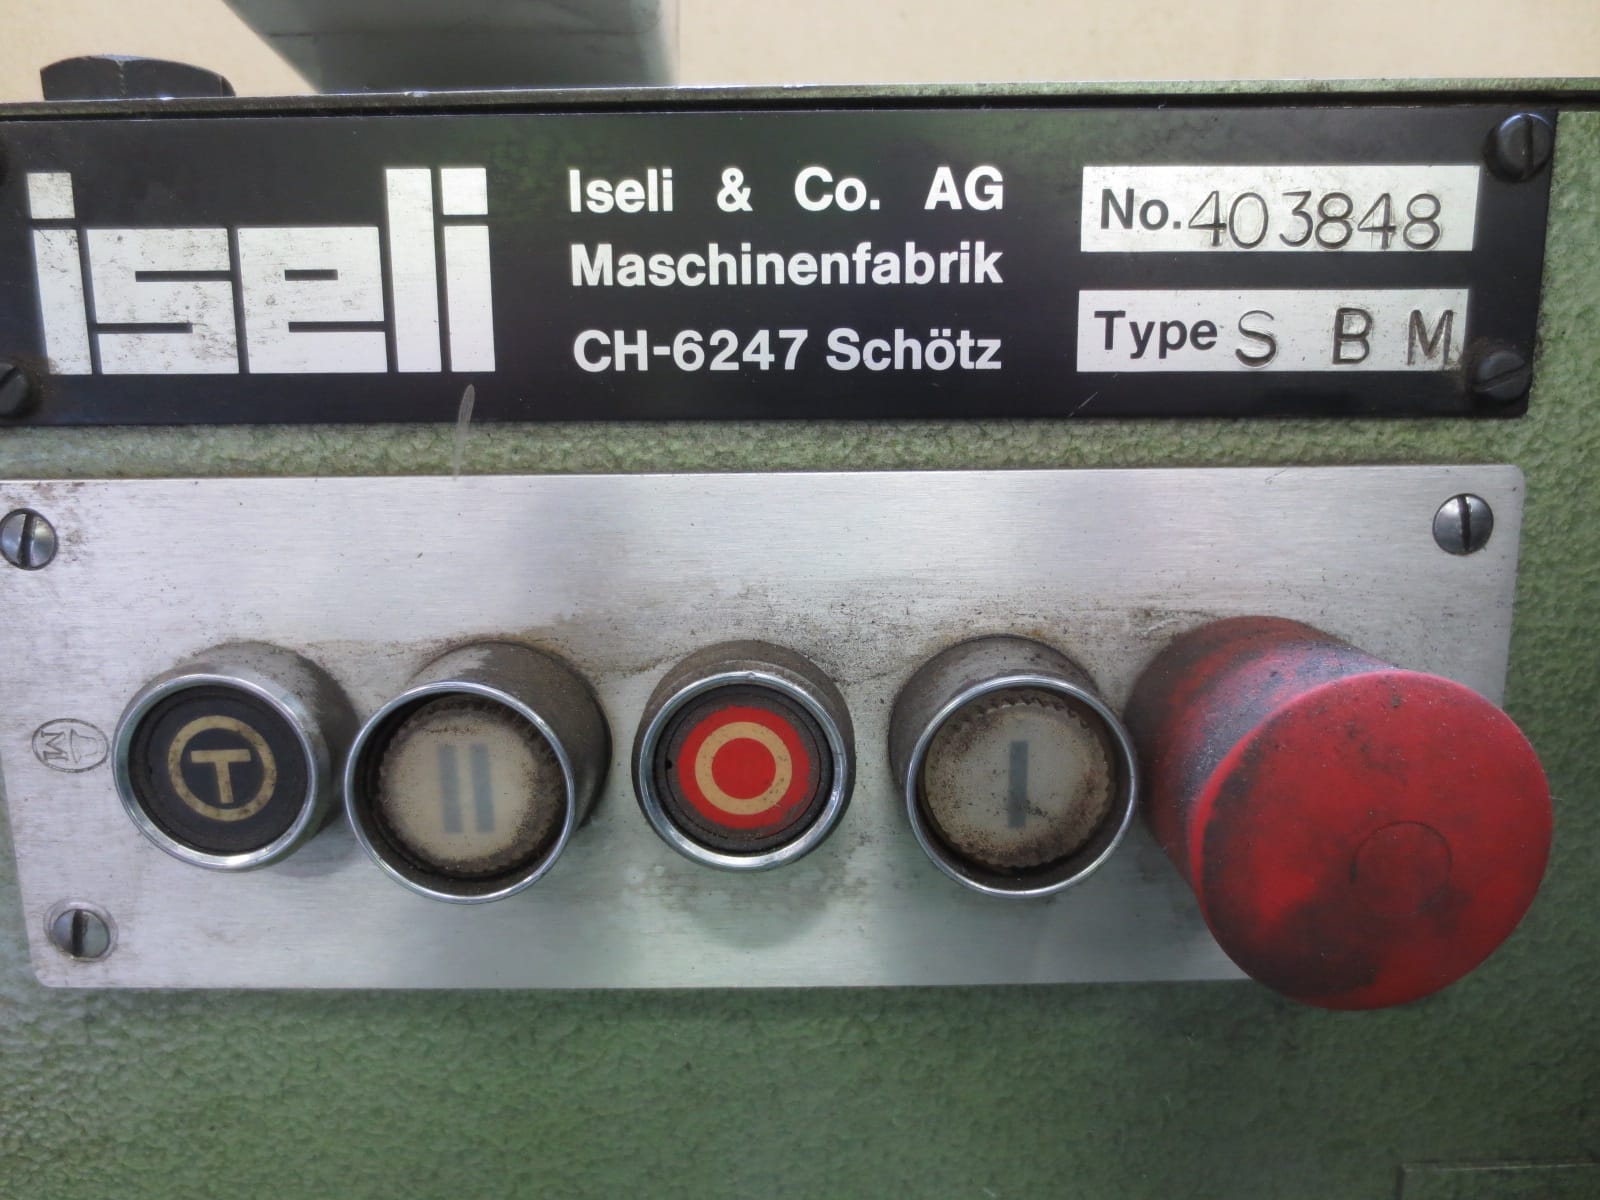 iseli
Iseli & Co. AG
Maschinenfabrik
CH-6247 Schötz
No. 403848
Type S B M
M
T
II
O
I